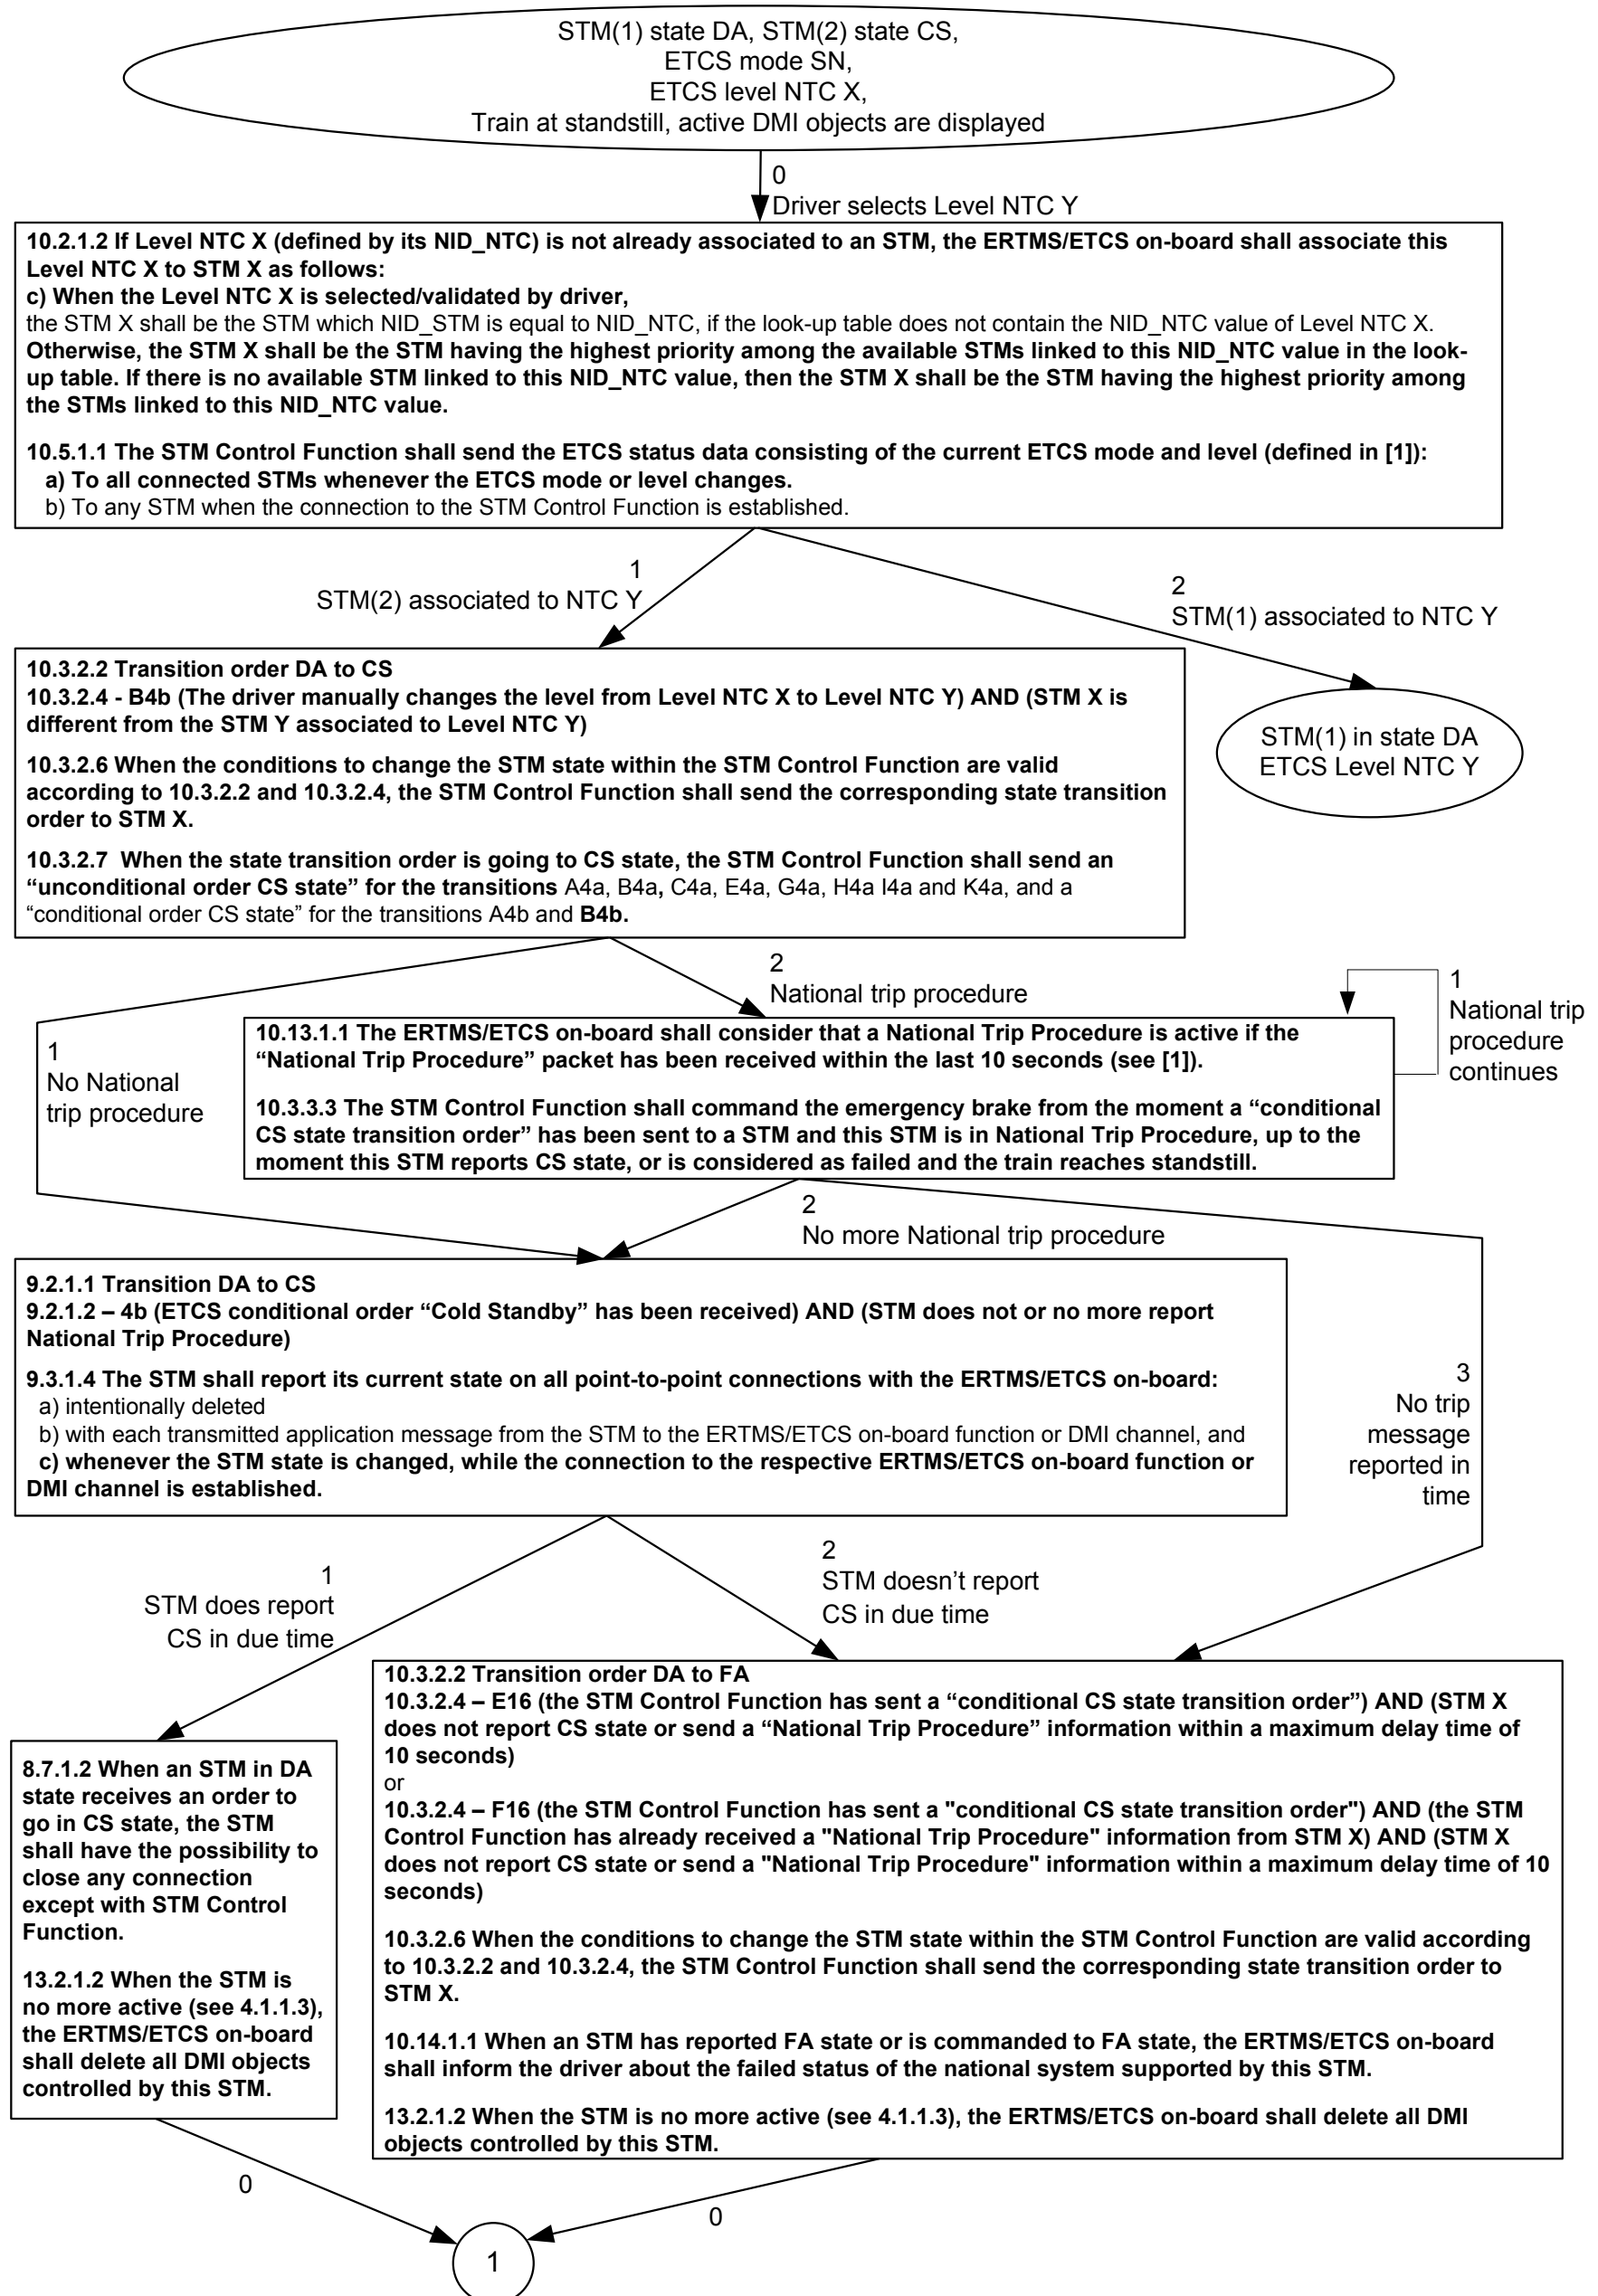 STM(1) state DA, STM(2) state CS,
ETCS mode SN,
ETCS level NTC X,
Train at standstill, active DMI objects are displayed
0
Driver selects Level NTC Y
10.2.1.2 If Level NTC X (defined by its NID_NTC) is not already associated to an STM, the ERTMS/ETCS on-board shall associate this
Level NTC X to STM X as follows:
c) When the Level NTC X is selected/validated by driver,
the STM X shall be the STM which NID_STM is equal to NID_NTC, if the look-up table does not contain the NID_NTC value of Level NTC X.
Otherwise, the STM X shall be the STM having the highest priority among the available STMs linked to this NID_NTC value in the look-
up table. If there is no available STM linked to this NID_NTC value, then the STM X shall be the STM having the highest priority among
the STMs linked to this NID_NTC value.
10.5.1.1 The STM Control Function shall send the ETCS status data consisting of the current ETCS mode and level (defined in [1]):
a) To all connected STMs whenever the ETCS mode or level changes.
b) To any STM when the connection to the STM Control Function is established.
1
STM(2) associated to NTC Y
2
STM(1) associated to NTC Y
10.3.2.2 Transition order DA to CS
10.3.2.4 - B4b (The driver manually changes the level from Level NTC X to Level NTC Y) AND (STM X is
different from the STM Y associated to Level NTC Y)
10.3.2.6 When the conditions to change the STM state within the STM Control Function are valid
according to 10.3.2.2 and 10.3.2.4, the STM Control Function shall send the corresponding state transition
order to STM X.
10.3.2.7 When the state transition order is going to CS state, the STM Control Function shall send an
“unconditional order CS state” for the transitions A4a, B4a, C4a, E4a, G4a, H4a I4a and K4a, and a
“conditional order CS state” for the transitions A4b and B4b.
STM(1) in state DA
ETCS Level NTC Y
2
National trip procedure
1
National trip
procedure
continues
1
No National
trip procedure
10.13.1.1 The ERTMS/ETCS on-board shall consider that a National Trip Procedure is active if the
“National Trip Procedure” packet has been received within the last 10 seconds (see [1]).
10.3.3.3 The STM Control Function shall command the emergency brake from the moment a “conditional
CS state transition order” has been sent to a STM and this STM is in National Trip Procedure, up to the
moment this STM reports CS state, or is considered as failed and the train reaches standstill.
2
No more National trip procedure
9.2.1.1 Transition DA to CS
9.2.1.2 – 4b (ETCS conditional order “Cold Standby” has been received) AND (STM does not or no more report
National Trip Procedure)
9.3.1.4 The STM shall report its current state on all point-to-point connections with the ERTMS/ETCS on-board:
a) intentionally deleted
b) with each transmitted application message from the STM to the ERTMS/ETCS on-board function or DMI channel, and
c) whenever the STM state is changed, while the connection to the respective ERTMS/ETCS on-board function or
DMI channel is established.
3
No trip
message
reported in
time
1
STM does report
CS in due time
2
STM doesn’t report
CS in due time
8.7.1.2 When an STM in DA
state receives an order to
go in CS state, the STM
shall have the possibility to
close any connection
except with STM Control
Function.
13.2.1.2 When the STM is
no more active (see 4.1.1.3),
the ERTMS/ETCS on-board
shall delete all DMI objects
controlled by this STM.
10.3.2.2 Transition order DA to FA
10.3.2.4 – E16 (the STM Control Function has sent a “conditional CS state transition order”) AND (STM X
does not report CS state or send a “National Trip Procedure” information within a maximum delay time of
10 seconds)
or
10.3.2.4 – F16 (the STM Control Function has sent a "conditional CS state transition order") AND (the STM
Control Function has already received a "National Trip Procedure" information from STM X) AND (STM X
does not report CS state or send a "National Trip Procedure" information within a maximum delay time of 10
seconds)
10.3.2.6 When the conditions to change the STM state within the STM Control Function are valid according
to 10.3.2.2 and 10.3.2.4, the STM Control Function shall send the corresponding state transition order to
STM X.
10.14.1.1 When an STM has reported FA state or is commanded to FA state, the ERTMS/ETCS on-board
shall inform the driver about the failed status of the national system supported by this STM.
13.2.1.2 When the STM is no more active (see 4.1.1.3), the ERTMS/ETCS on-board shall delete all DMI
objects controlled by this STM.
0
0
1